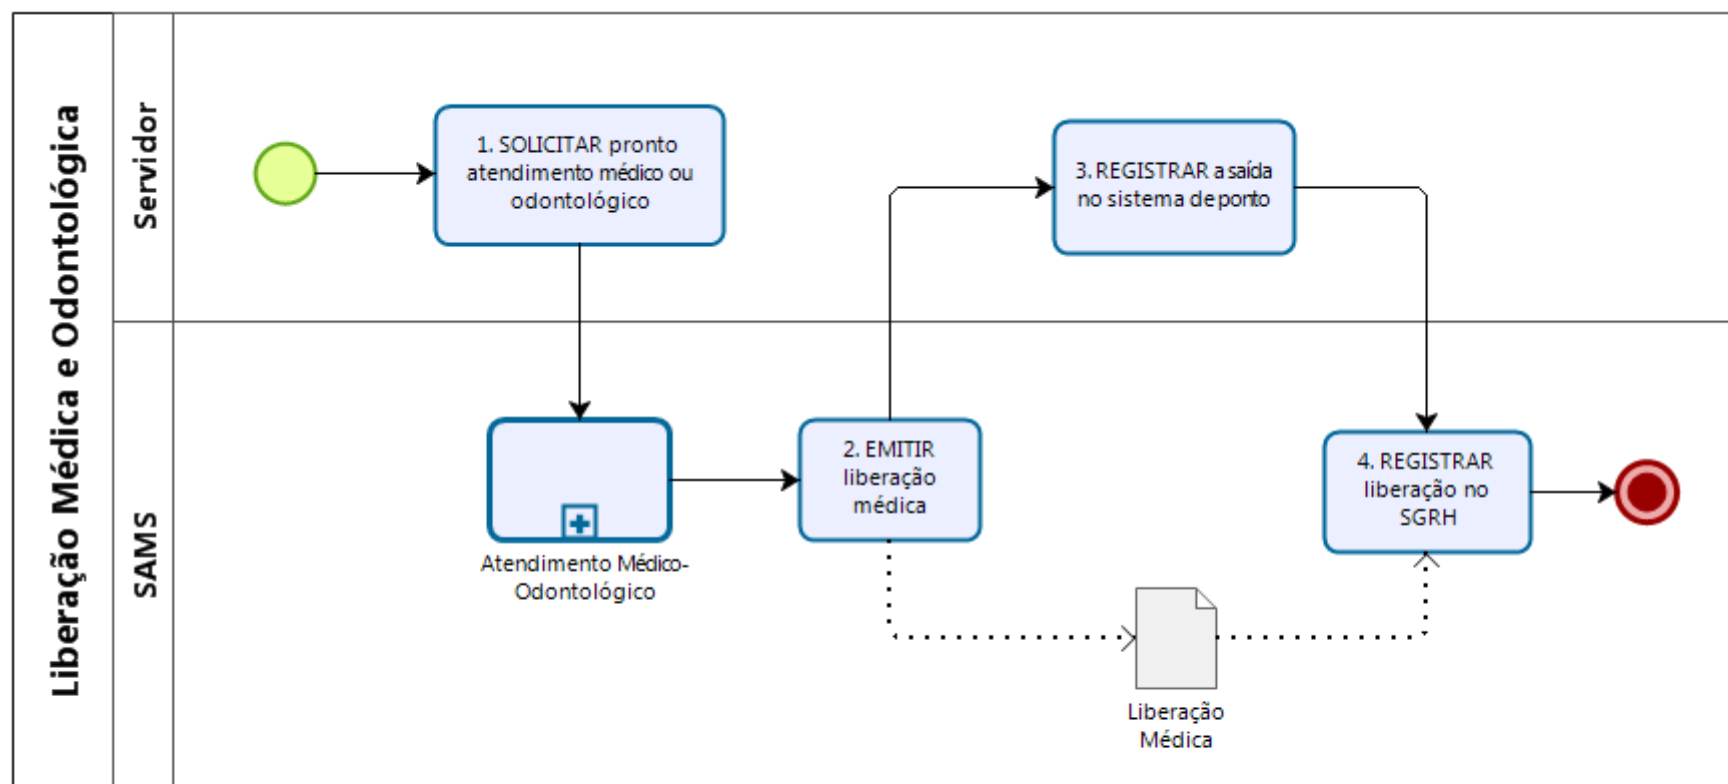 Liberação Médica e Odontológica
Servidor
1. SOLICITAR pronto
atendimento médico ou
odontológico
3. REGISTRAR a saída
no sistema de ponto
SAMS
Atendimento Médico-
Odontológico
2. EMITIR
liberação
médica
4. REGISTRAR
liberação no
SGRH
Liberação
Médica